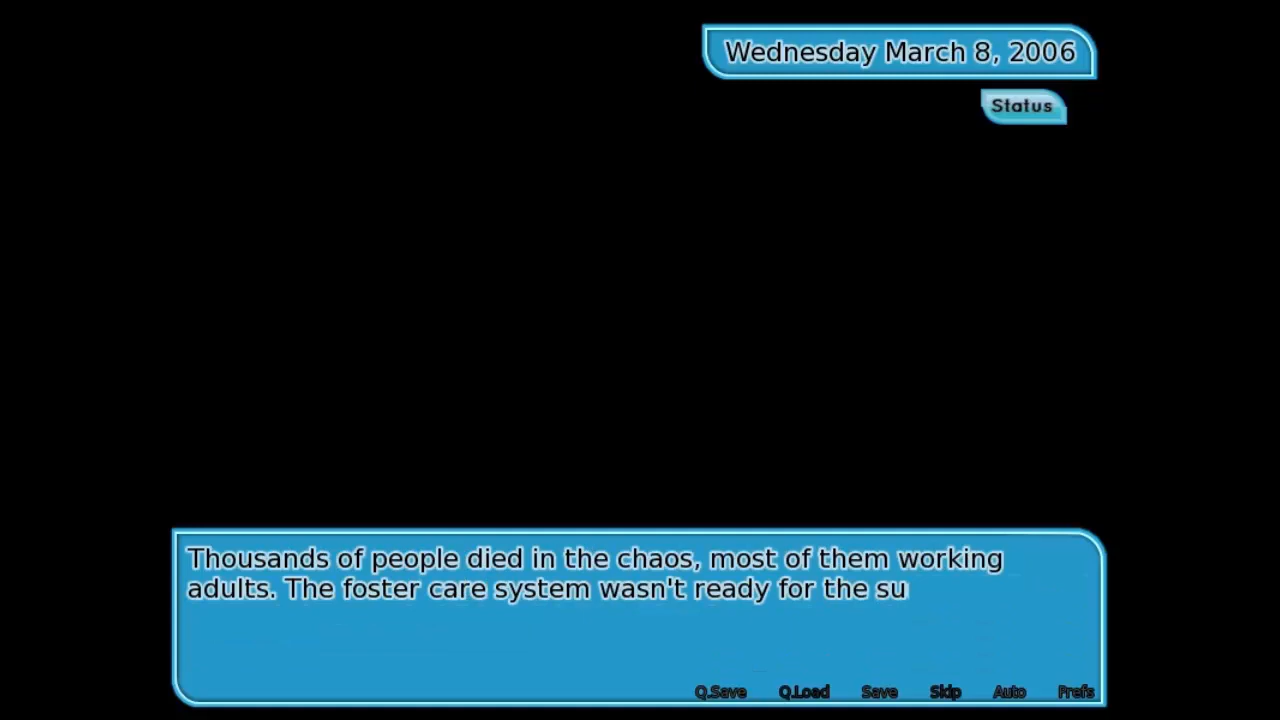 Wednesday March 8, 2006
Status
Thousands of people died in the chaos, most of them working
adults. The foster care system wasn't ready for the su
Q.Save Q.Load Save Skip Auto Prefs